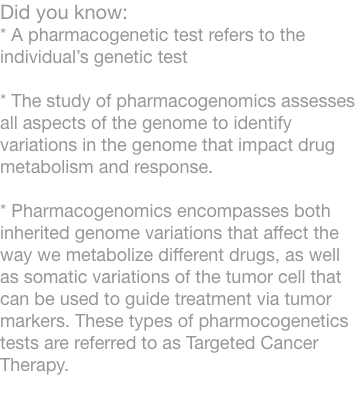 Did you know:
* A pharmacogenetic test refers to the
individual’s genetic test
* The study of pharmacogenomics assesses
all aspects of the genome to identify
variations in the genome that impact drug
metabolism and response.
* Pharmacogenomics encompasses both
inherited genome variations that affect the
way we metabolize different drugs, as well
as somatic variations of the tumor cell that
can be used to guide treatment via tumor
markers. These types of pharmocogenetics
tests are referred to as Targeted Cancer
Therapy.